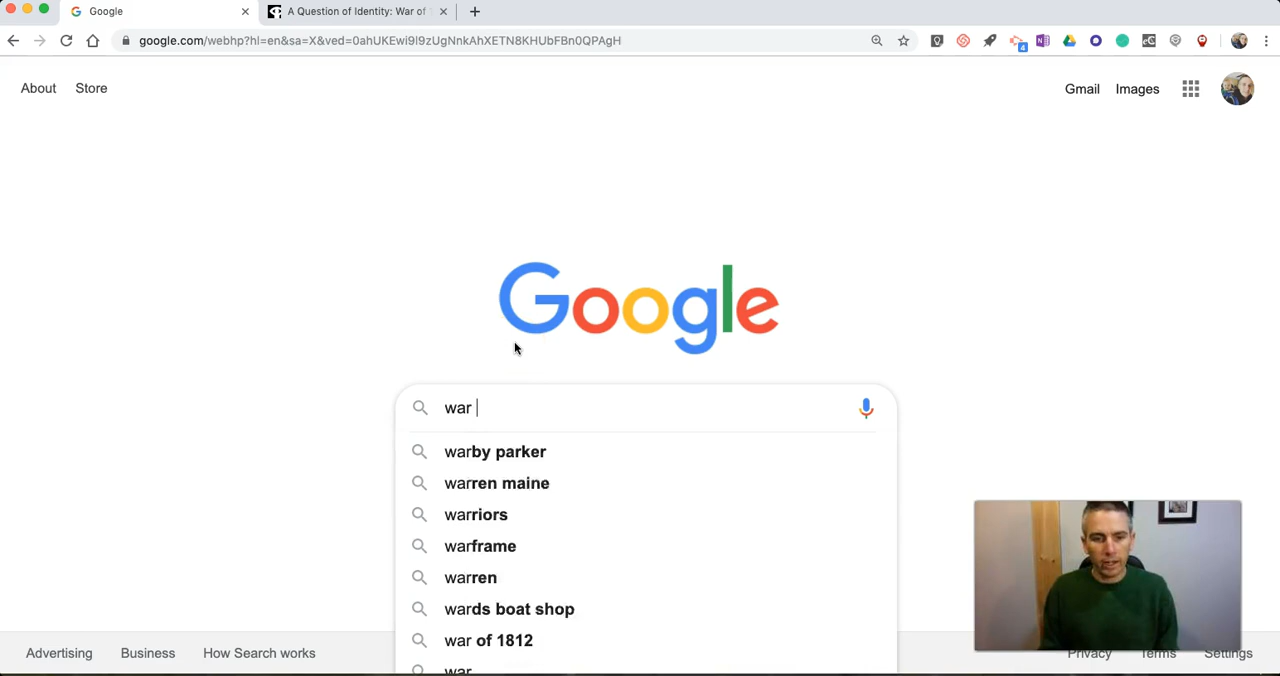 Google
A Question of Identity: War of
google.com/webhp?hl=en&sa=X&ved=0ahUKEwi9l9zUgNnkAhXETN8KHUbFBn0QPAgH
4
About Store
Gmail Images
Google
war
warby parker
warren maine
warriors
warframe
warren
wards boat shop
war of 1812
war
Advertising Business How Search works
Privacy Terms Settings